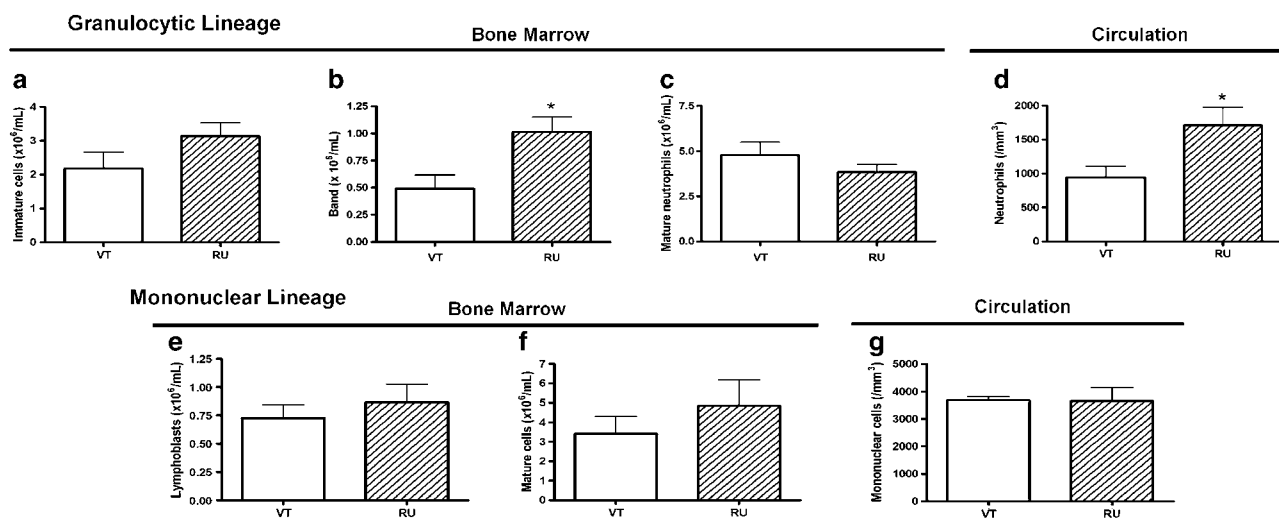 Granulocytic Lineage
Bone Marrow
Circulation
a
Immature cells (x10⁶/mL)
4
3
2
1
0
VT
RU
b
Band (x 10⁶/mL)
1.25
1.00
0.75
0.50
0.25
0.00
*
VT
RU
c
Mature neutrophils (x10⁶/mL)
7.5
5.0
2.5
0.0
VT
RU
d
Neutrophils (/mm³)
2000
1500
1000
500
0
*
VT
RU
Mononuclear Lineage
Bone Marrow
Circulation
e
Lymphoblasts (x10⁶/mL)
1.25
1.00
0.75
0.50
0.25
0.00
VT
RU
f
Mature cells (x10⁶/mL)
7
6
5
4
3
2
1
0
VT
RU
g
Mononuclear cells (/mm³)
5000
4000
3000
2000
1000
0
VT
RU